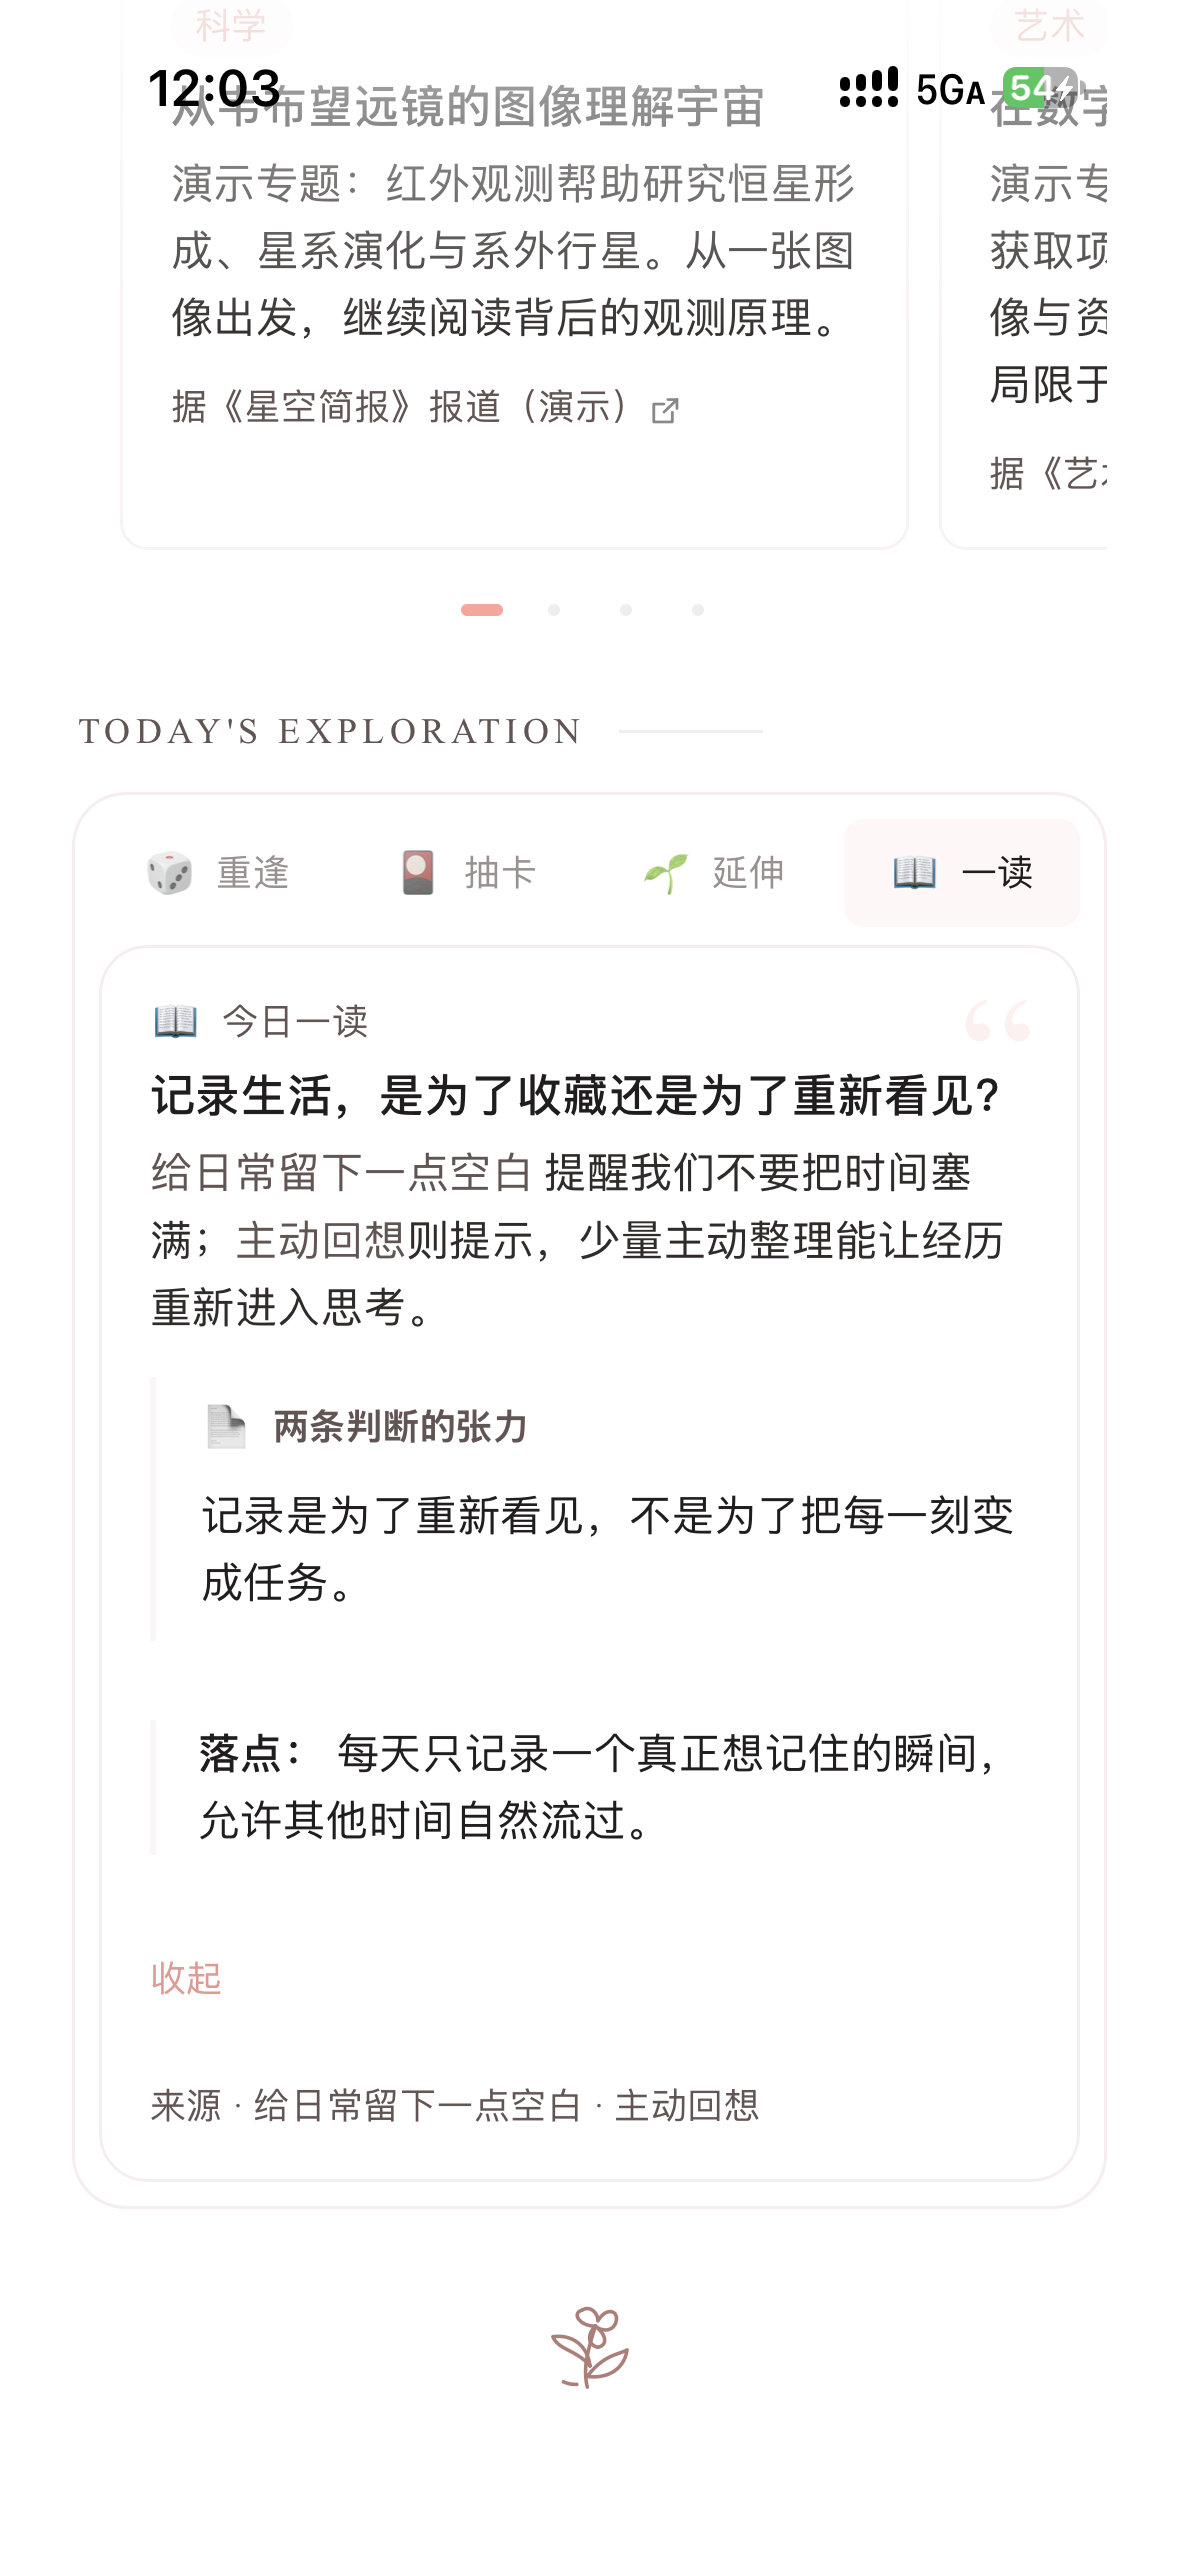 科学
艺术
12:03
5GA
54
从韦布望远镜的图像理解宇宙
在数字
演示专题：红外观测帮助研究恒星形
成、星系演化与系外行星。从一张图
像出发，继续阅读背后的观测原理。
据《星空简报》报道（演示）
演示专
获取项
像与资
局限于
据《艺
TODAY'S EXPLORATION
重逢
抽卡
延伸
一读
今日一读
记录生活，是为了收藏还是为了重新看见?
给日常留下一点空白 提醒我们不要把时间塞
满；主动回想则提示，少量主动整理能让经历
重新进入思考。
两条判断的张力
记录是为了重新看见，不是为了把每一刻变
成任务。
落点： 每天只记录一个真正想记住的瞬间，
允许其他时间自然流过。
收起
来源 · 给日常留下一点空白 · 主动回想